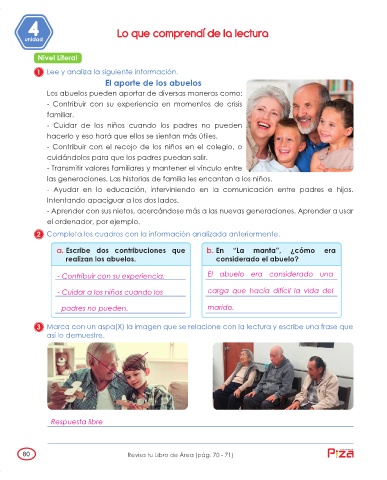 4
unidad
Lo que comprendí de la lectura
Nivel Literal
1 Lee y analiza la siguiente información.
El aporte de los abuelos
Los abuelos pueden aportar de diversas maneras como:
- Contribuir con su experiencia en momentos de crisis
familiar.
- Cuidar de los niños cuando los padres no pueden
hacerlo y eso hará que ellos se sientan más útiles.
- Contribuir con el recojo de los niños en el colegio, o
cuidándolos para que los padres puedan salir.
- Transmitir valores familiares y mantener el vínculo entre
las generaciones. Las historias de familia les encantan a los niños.
- Ayudar en la educación, interviniendo en la comunicación entre padres e hijos.
Intentando apaciguar a los dos lados.
- Aprender con sus nietos, acercándose más a las nuevas generaciones. Aprender a usar
el ordenador, por ejemplo.
2 Completa los cuadros con la información analizada anteriormente.
a. Escribe dos contribuciones que
realizan los abuelos.
- Contribuir con su experiencia.
- Cuidar a los niños cuando los
padres no pueden.
b. En "La manta", ¿cómo era
considerado el abuelo?
El abuelo era considerado una
carga que hacía difícil la vida del
marido.
3 Marca con un aspa(X) la imagen que se relacione con la lectura y escribe una frase que
así lo demuestre.
Respuesta libre
80
Revisa tu Libro de Área (pág. 70 - 71)
Piza